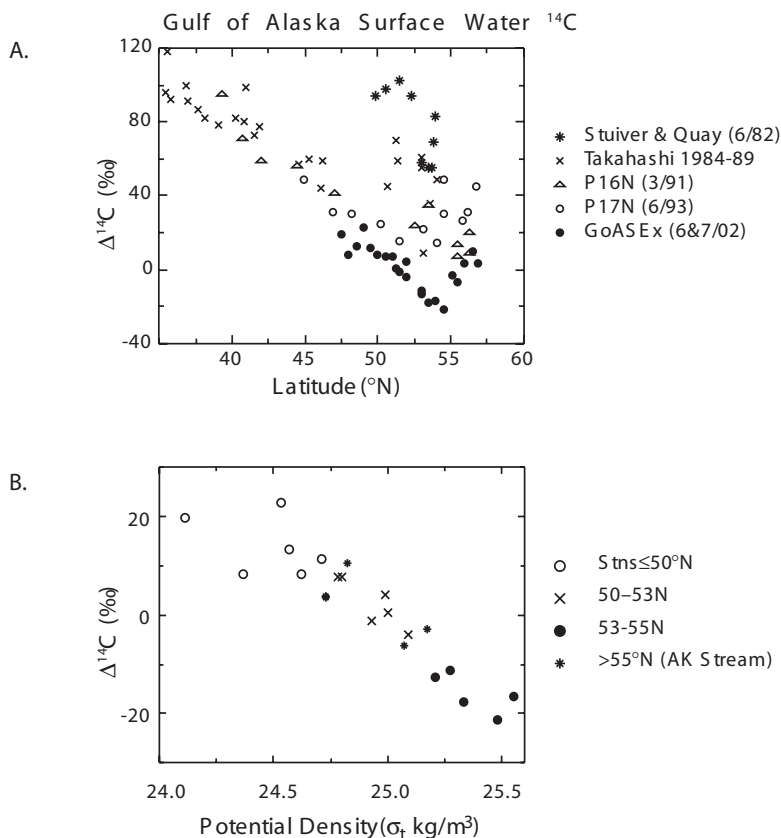 Gulf of Alaska Surface Water ¹⁴C
A.
120
80
40
0
-40
Δ¹⁴C (‰)
40
45
50
55
60
Latitude (°N)
Stuiver & Quay (6/82)
Takahashi 1984-89
P16N (3/91)
P17N (6/93)
GoASEx (6&7/02)
B.
20
0
-20
Δ¹⁴C (‰)
24.0
24.5
25.0
25.5
Potential Density (σₜ kg/m³)
Stns≤50°N
50–53N
53-55N
>55°N (AK Stream)